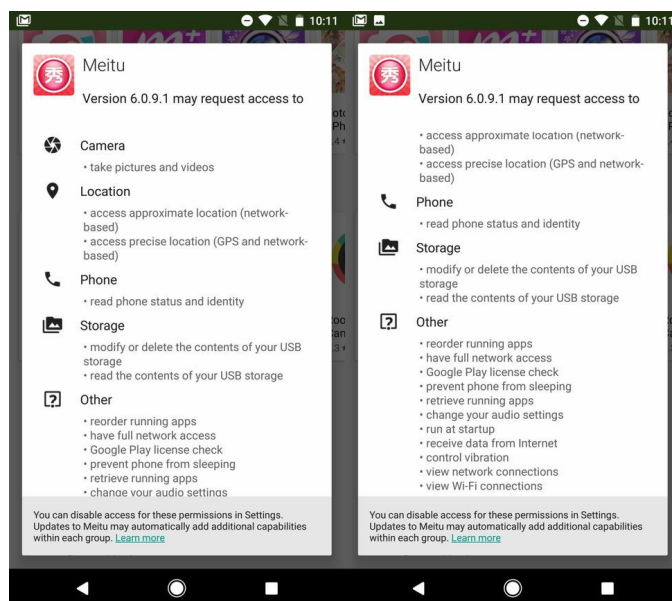 10:11
Meitu
Version 6.0.9.1 may request access to
Camera
• take pictures and videos
Location
• access approximate location (network-
based)
• access precise location (GPS and network-
based)
Phone
• read phone status and identity
Storage
• modify or delete the contents of your USB
storage
• read the contents of your USB storage
Other
• reorder running apps
• have full network access
• Google Play license check
• prevent phone from sleeping
• retrieve running apps
• change your audio settings
You can disable access for these permissions in Settings.
Updates to Meitu may automatically add additional capabilities
within each group. Learn more
秀
10:11
Meitu
Version 6.0.9.1 may request access to
• access approximate location (network-
based)
• access precise location (GPS and network-
based)
Phone
• read phone status and identity
Storage
• modify or delete the contents of your USB
storage
• read the contents of your USB storage
Other
• reorder running apps
• have full network access
• Google Play license check
• prevent phone from sleeping
• retrieve running apps
• change your audio settings
• run at startup
• receive data from Internet
• control vibration
• view network connections
• view Wi-Fi connections
You can disable access for these permissions in Settings.
Updates to Meitu may automatically add additional capabilities
within each group. Learn more
秀